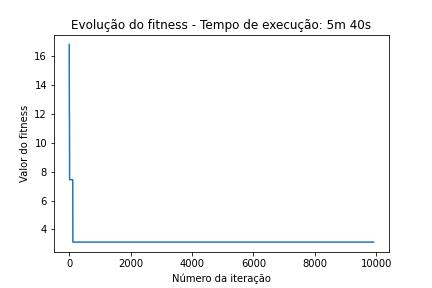 Evolução do fitness - Tempo de execução: 5m 40s
16
14
12
10
8
6
4
Valor do fitness
0 2000 4000 6000 8000 10000
Número da iteração